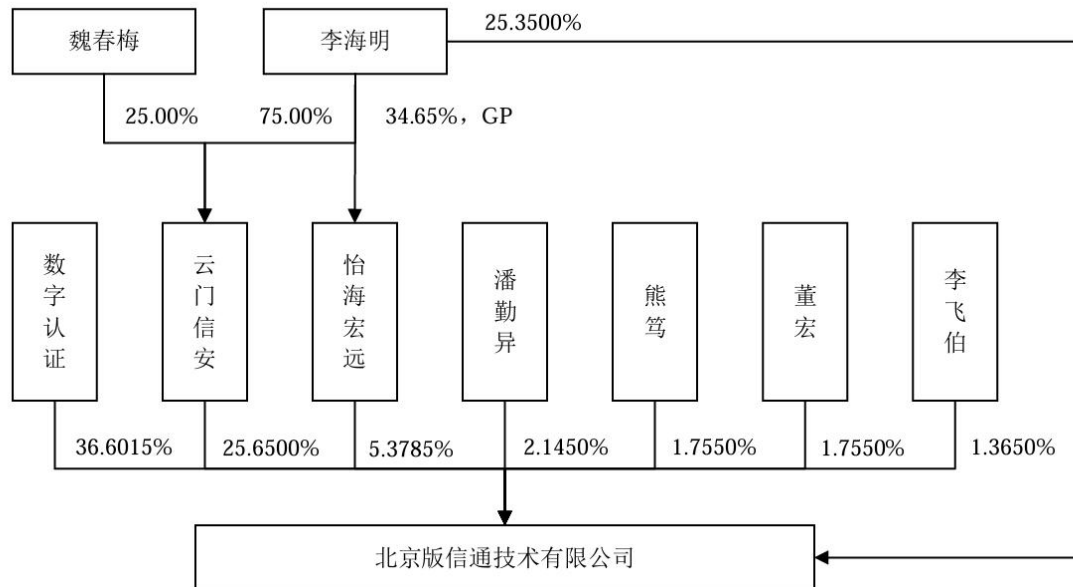 魏春梅
李海明
25.3500%
25.00%
75.00%
34.65%，GP
数字认证
云门信安
怡海宏远
潘勤异
熊笃
董宏
李飞伯
36.6015%
25.6500%
5.3785%
2.1450%
1.7550%
1.7550%
1.3650%
北京版信通技术有限公司